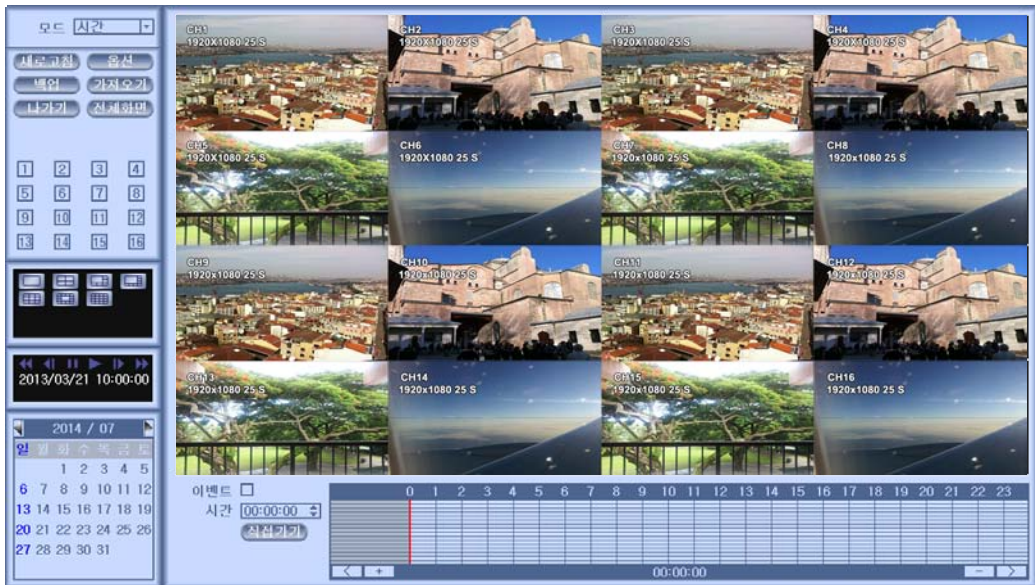 모드 시간
새로고침 옵션
백업 가져오기
나가기 전체화면
1 2 3 4
5 6 7 8
9 10 11 12
13 14 15 16
2013/03/21 10:00:00
2014 / 07
일 월 화 수 목 금 토
1 2 3 4 5
6 7 8 9 10 11 12
13 14 15 16 17 18 19
20 21 22 23 24 25 26
27 28 29 30 31
CH1
1920X1080 25 S
CH2
1920X1080 25 S
CH3
1920X1080 25 S
CH4
1920X1080 25 S
CH5
1920X1080 25 S
CH6
1920X1080 25 S
CH7
1920x1080 25 S
CH8
1920x1080 25 S
CH9
1920x1080 25 S
CH10
1920x1080 25 S
CH11
1920x1080 25 S
CH12
1920x1080 25 S
CH13
1920x1080 25 S
CH14
1920x1080 25 S
CH15
1920x1080 25 S
CH16
1920x1080 25 S
이벤트
시간 00:00:00
직접가기
0 1 2 3 4 5 6 7 8 9 10 11 12 13 14 15 16 17 18 19 20 21 22 23
< + 00:00:00 - >